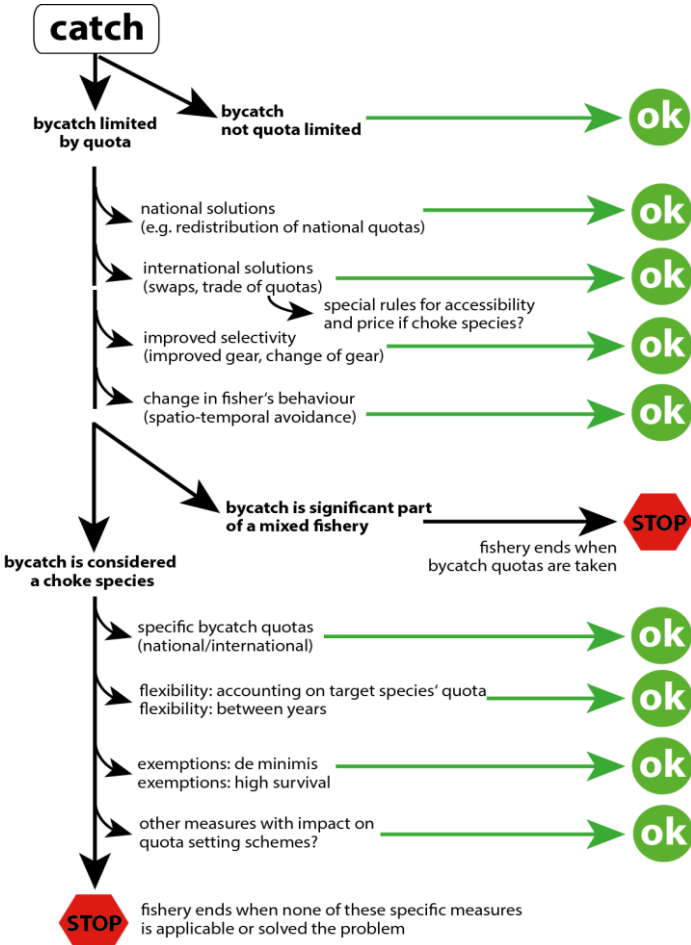 catch
bycatch limited
by quota
bycatch
not quota limited
ok
national solutions
(e.g. redistribution of national quotas)
ok
international solutions
(swaps, trade of quotas)
ok
special rules for accessibility
and price if choke species?
improved selectivity
(improved gear, change of gear)
ok
change in fisher's behaviour
(spatio-temporal avoidance)
ok
bycatch is significant part
of a mixed fishery
STOP
fishery ends when
bycatch quotas are taken
bycatch is considered
a choke species
specific bycatch quotas
(national/international)
ok
flexibility: accounting on target species‘ quota
flexibility: between years
ok
exemptions: de minimis
exemptions: high survival
ok
other measures with impact on
quota setting schemes?
ok
STOP
fishery ends when none of these specific measures
is applicable or solved the problem